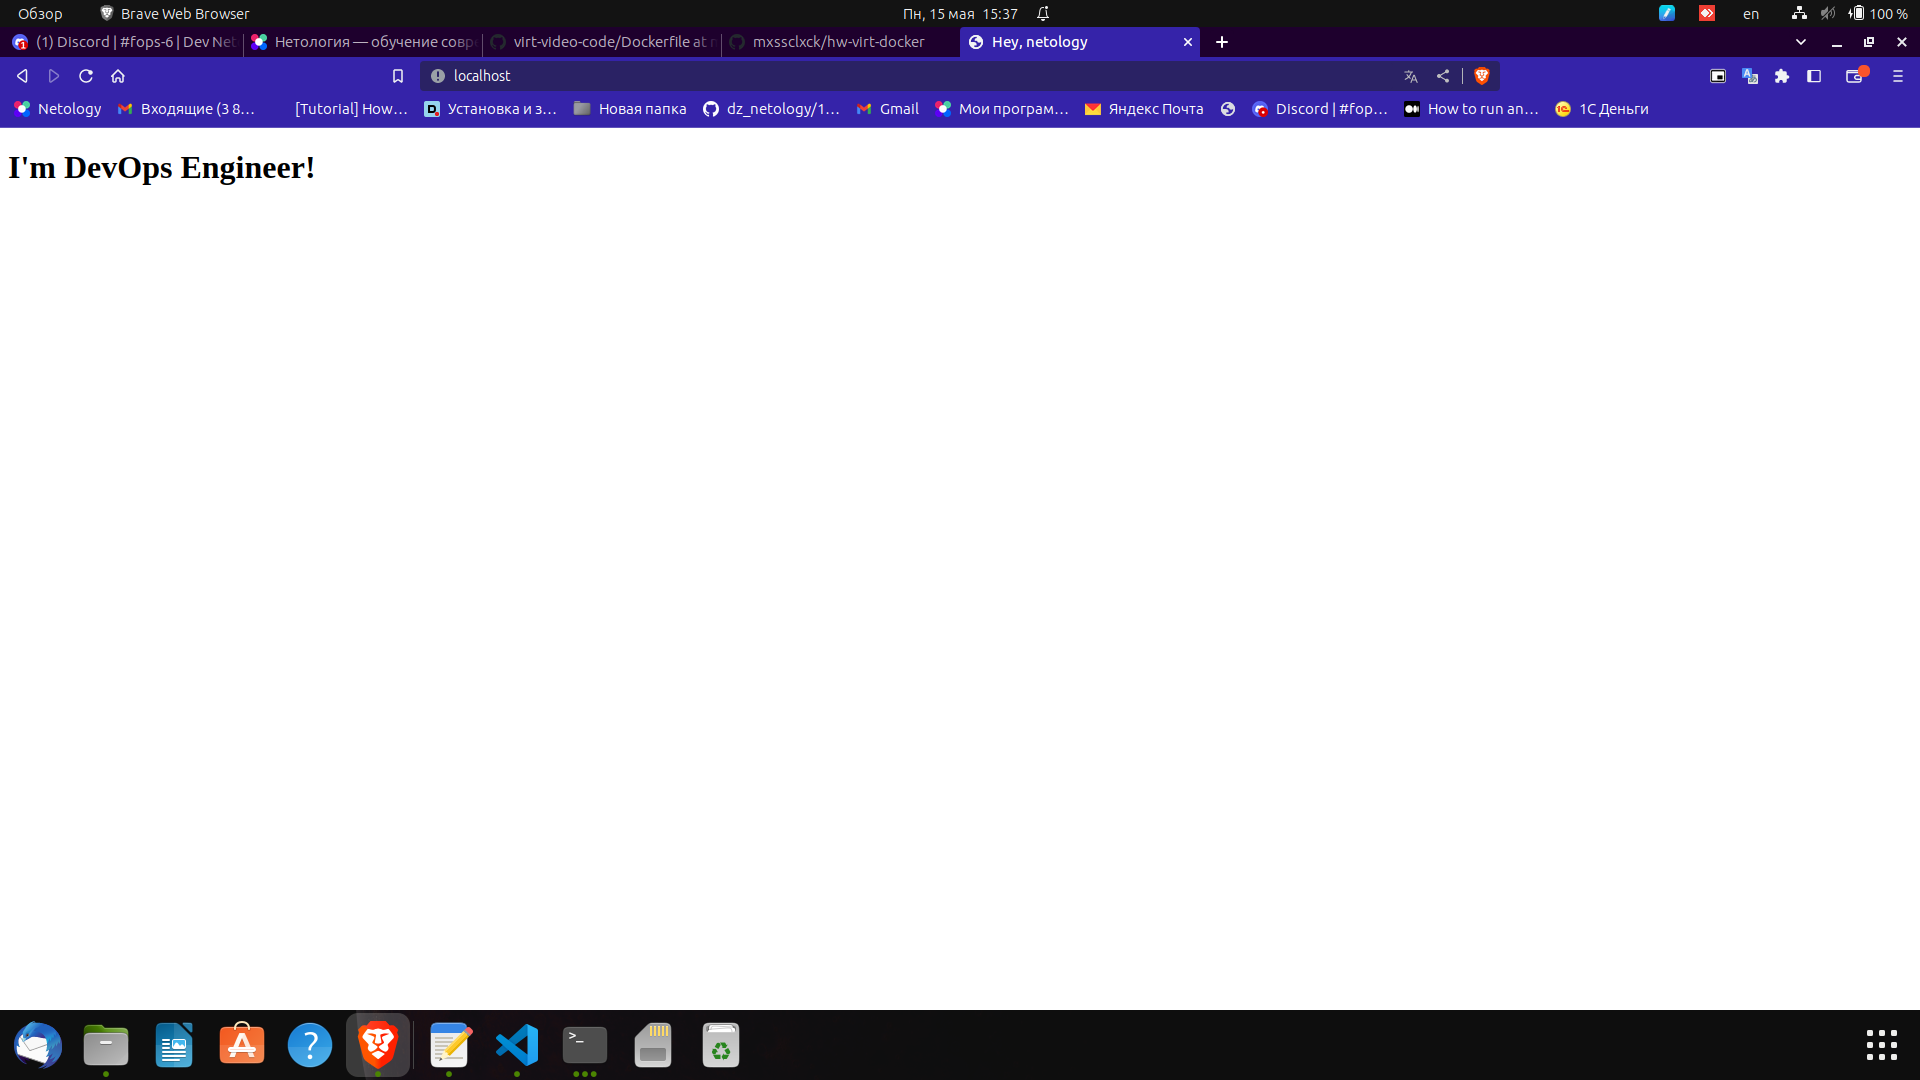 Обзор Brave Web Browser Пн, 15 мая 15:37 en 100 %
(1) Discord | #fops-6 | Dev Net Нетология — обучение совре virt-video-code/Dockerfile at m mxssclxck/hw-virt-docker Hey, netology
localhost
Netology Входящие (3 8… [Tutorial] How… Установка и з… Новая папка dz_netology/1… Gmail Мои програм… Яндекс Почта Discord | #fop… How to run an… 1С Деньги
I'm DevOps Engineer!